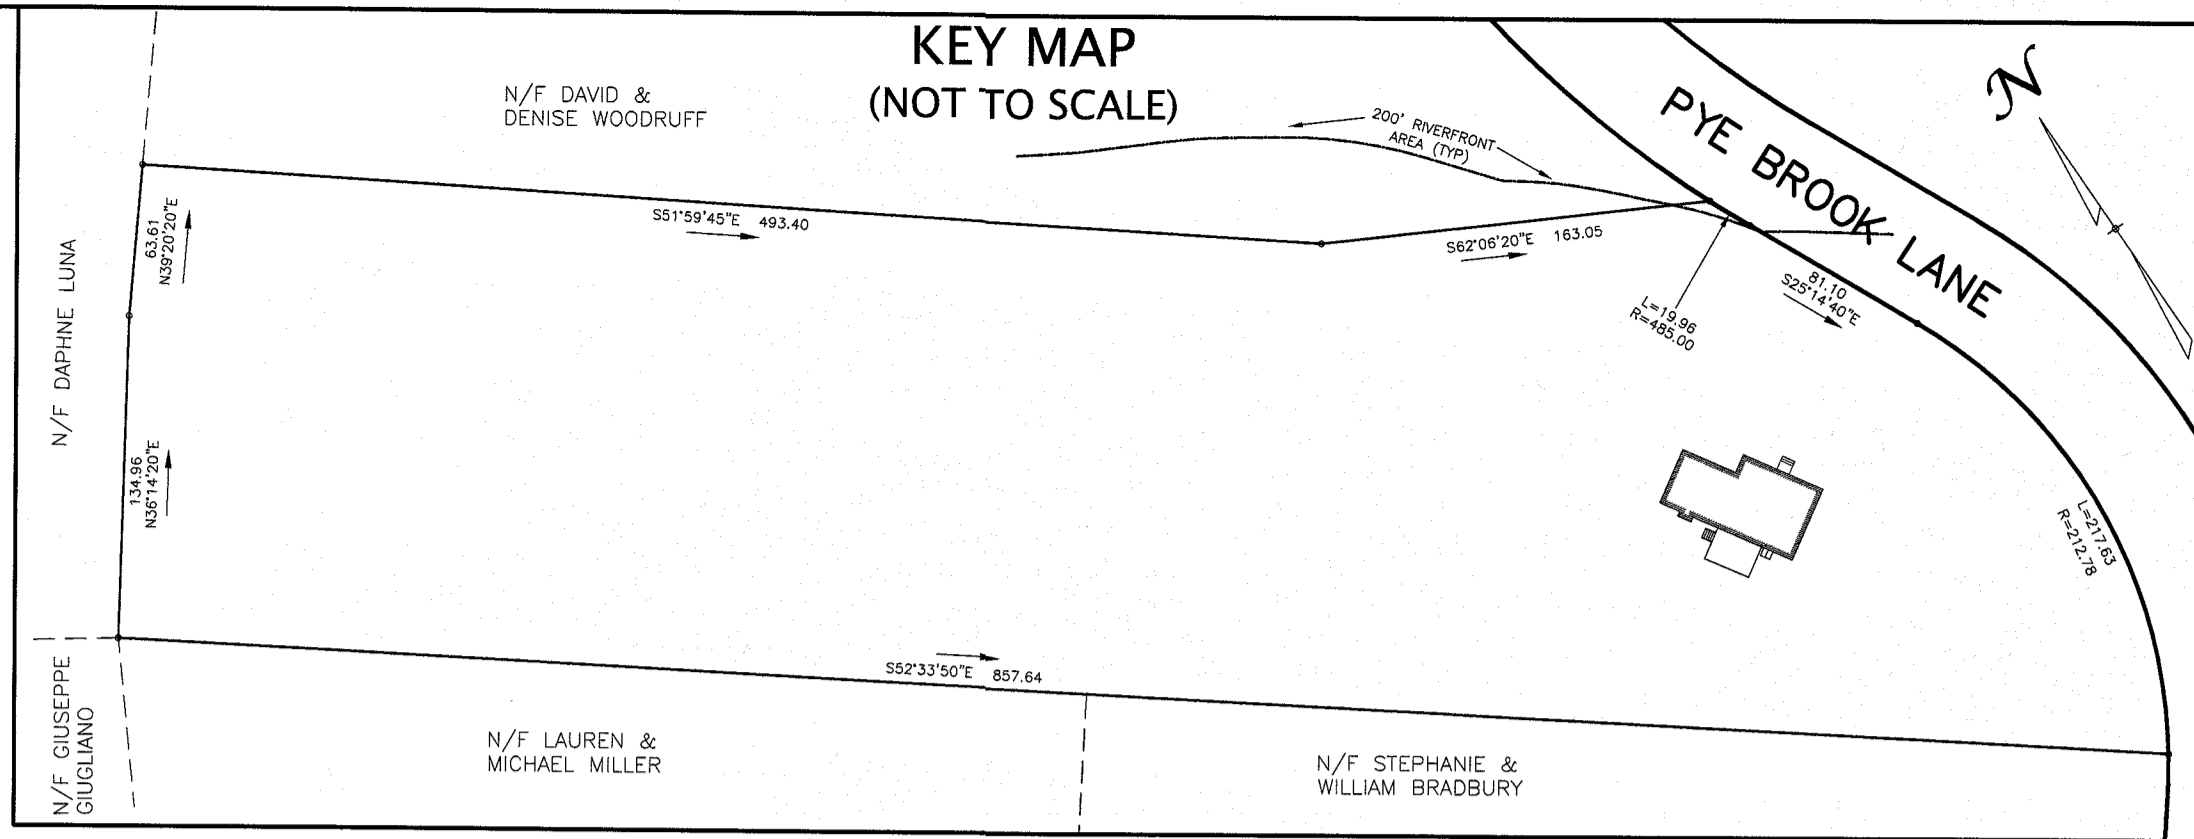 KEY MAP
(NOT TO SCALE)
N
N/F DAVID &
DENISE WOODRUFF
200' RIVERFRONT
AREA (TYP)
PYE BROOK LANE
63.61
N39°20'20"E
S51°59'45"E 493.40
S62°06'20"E 163.05
L=19.96
R=485.00
81.10
S25°14'40"E
N/F DAPHNE LUNA
134.96
N36°14'20"E
L=217.63
R=212.78
S52°33'50"E 857.64
N/F GIUSEPPE
GIUGLIANO
N/F LAUREN &
MICHAEL MILLER
N/F STEPHANIE &
WILLIAM BRADBURY